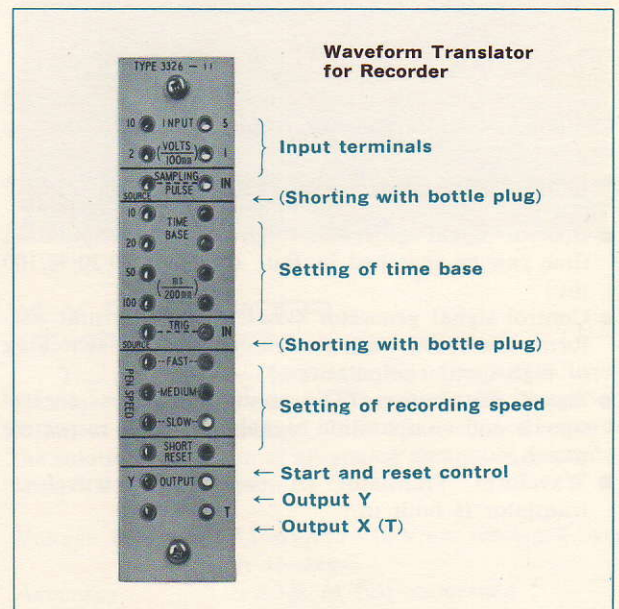 Waveform Translator
for Recorder
TYPE 3326 - 11
10 INPUT 5
2 (VOLTS/100mm) 1
Input terminals
SAMPLING
PULSE IN
SOURCE
← (Shorting with bottle plug)
10 TIME
BASE
20
50
(ms/200mm)
100
Setting of time base
TRIG IN
SOURCE
← (Shorting with bottle plug)
PEN SPEED
FAST
MEDIUM
SLOW
Setting of recording speed
SHORT
RESET
← Start and reset control
Y OUTPUT
← Output Y
T
← Output X (T)